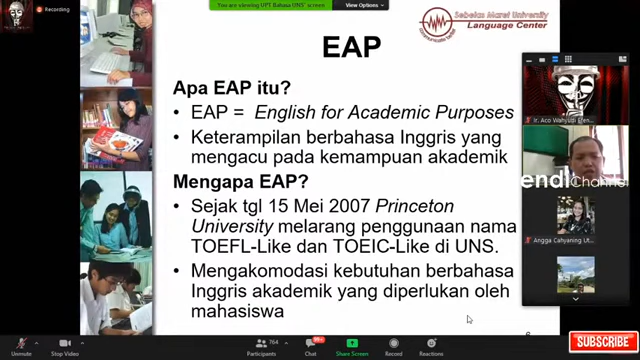 Recording
You are viewing UPT Bahasa UNS' screen
View Options
Sebelas Maret University
Language Center
EAP
Apa EAP itu?
• EAP = English for Academic Purposes
• Keterampilan berbahasa Inggris yang
mengacu pada kemampuan akademik
Mengapa EAP?
• Sejak tgl 15 Mei 2007 Princeton
University melarang penggunaan nama
TOEFL-Like dan TOEIC-Like di UNS.
• Mengakomodasi kebutuhan berbahasa
Inggris akademik yang diperlukan oleh
mahasiswa
Channel
Angga Cahyaning Ut...
Unmute
Stop Video
764
Participants
99+
Chat
Share Screen
Record
Reactions
SUBSCRIBE